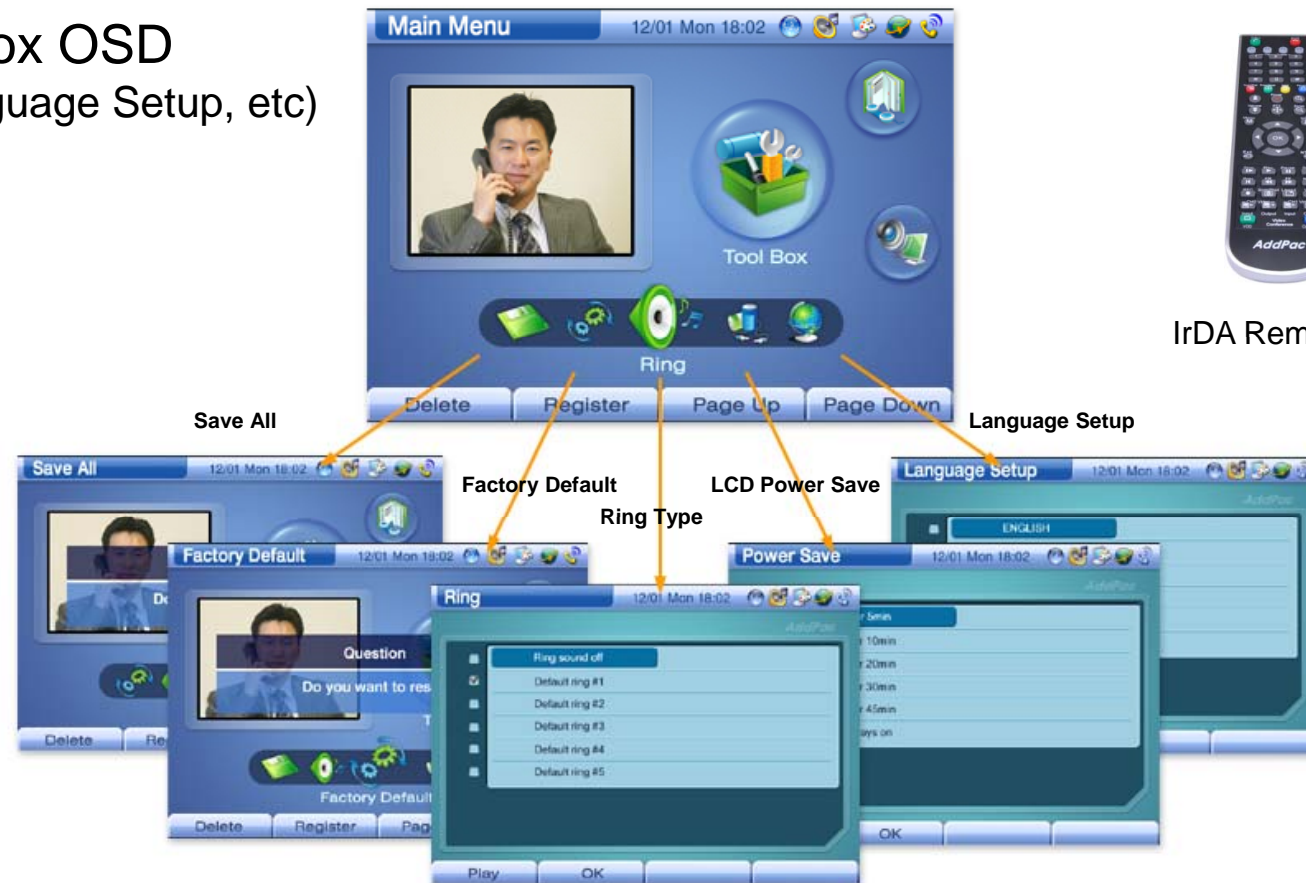 ox OSD
guage Setup, etc)
Main Menu
12/01 Mon 18:02
Tool Box
Ring
Delete
Register
Page Up
Page Down
AddPac
IrDA Rem
Save All
Factory Default
Ring Type
LCD Power Save
Language Setup
Save All
12/01 Mon 18:02
Do
Delete
Re
Factory Default
12/01 Mon 18:02
Question
Do you want to res
T
Factory Default
Delete
Register
Pag
Ring
12/01 Mon 18:02
AddPac
Ring sound off
Default ring #1
Default ring #2
Default ring #3
Default ring #4
Default ring #5
Play
OK
Power Save
12/01 Mon 18:02
AddPac
r 5min
r 10min
r 20min
r 30min
r 45min
ays on
OK
Language Setup
12/01 Mon 18:02
AddPac
ENGLISH